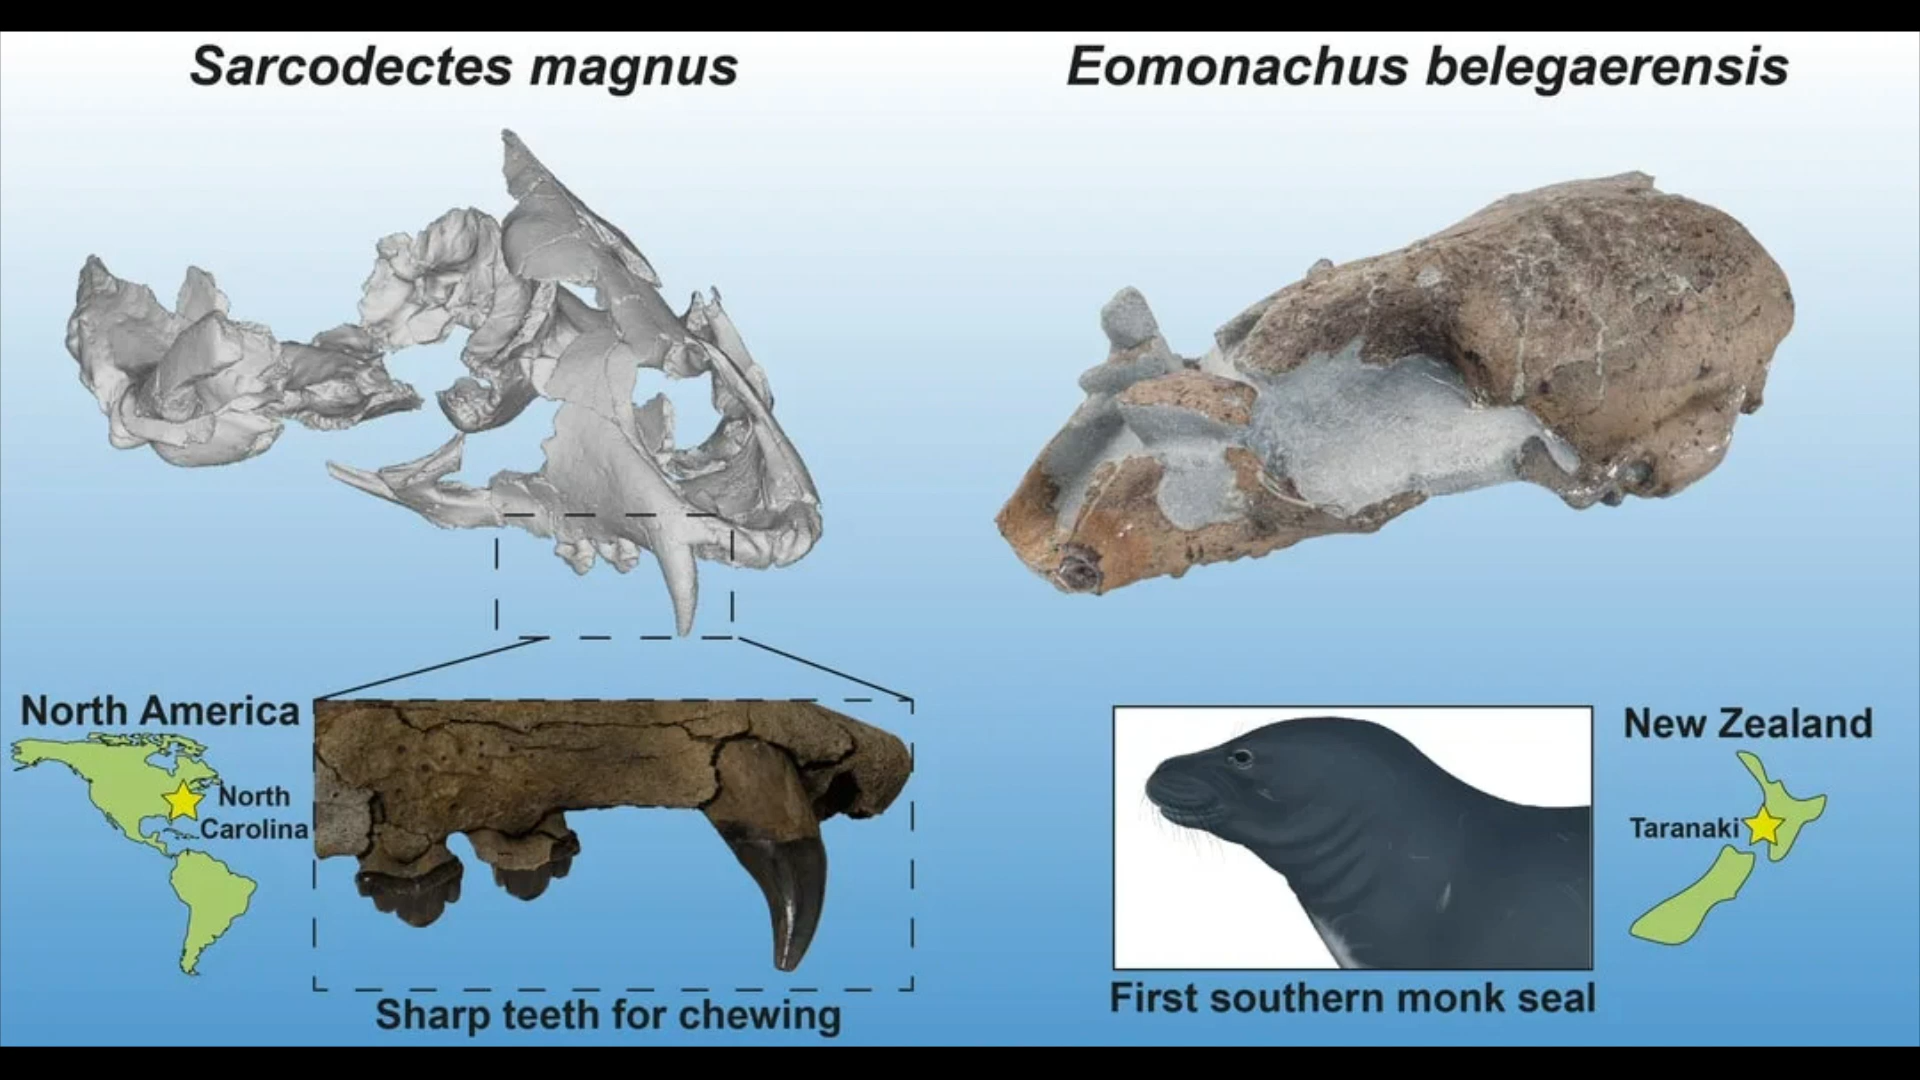 Sarcodectes magnus
Eomonachus belegaerensis
North America
North
Carolina
Sharp teeth for chewing
First southern monk seal
New Zealand
Taranaki